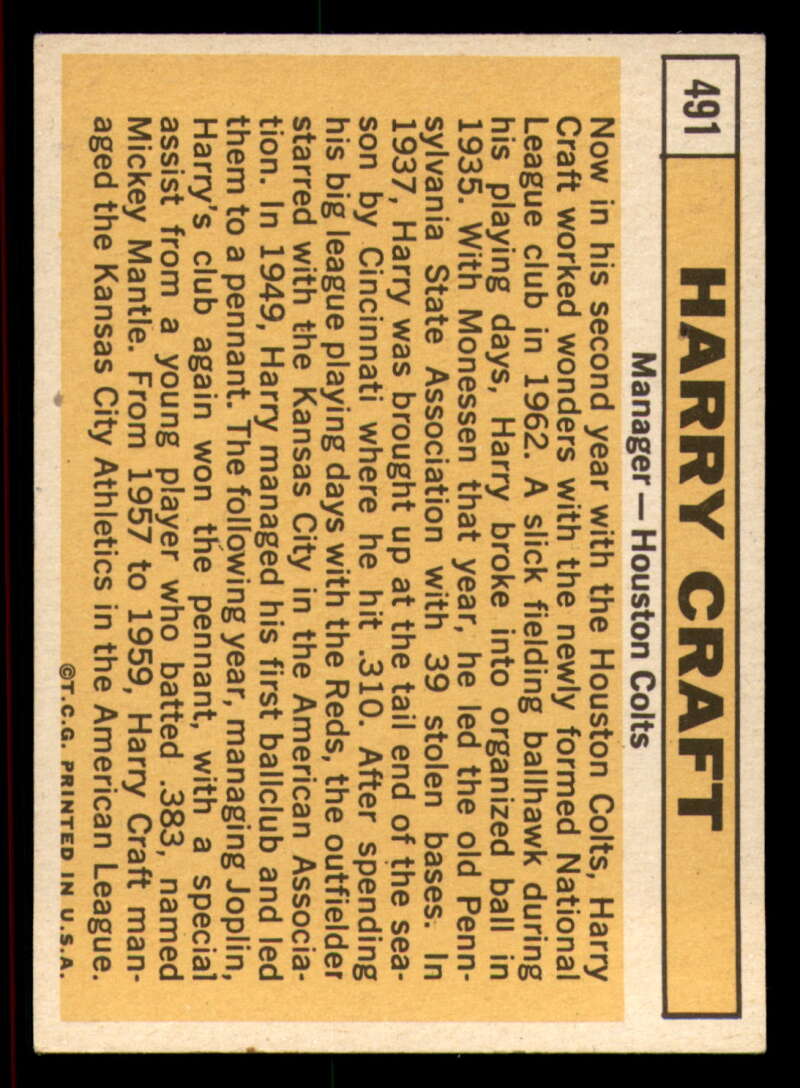 491
HARRY CRAFT
Manager — Houston Colts
Now in his second year with the Houston Colts, Harry
Craft worked wonders with the newly formed National
League club in 1962. A slick fielding ballhawk during
his playing days, Harry broke into organized ball in
1935. With Monessen that year, he led the old Penn-
sylvania State Association with 39 stolen bases. In
1937, Harry was brought up at the tail end of the sea-
son by Cincinnati where he hit .310. After spending
his big league playing days with the Reds, the outfielder
starred with the Kansas City in the American Associa-
tion. In 1949, Harry managed his first ballclub and led
them to a pennant. The following year, managing Joplin,
Harry's club again won the pennant, with a special
assist from a young player who batted .383, named
Mickey Mantle. From 1957 to 1959, Harry Craft man-
aged the Kansas City Athletics in the American League.
©T.C.G. PRINTED IN U.S.A.